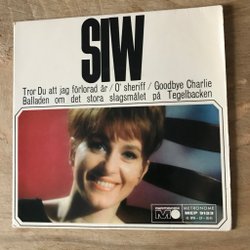 SIW
Tror Du att jag förlorad är / O' sheriff / Goodbye Charlie
Balladen om det stora slagsmålet på Tegelbacken
METRONOME
MEP 9123